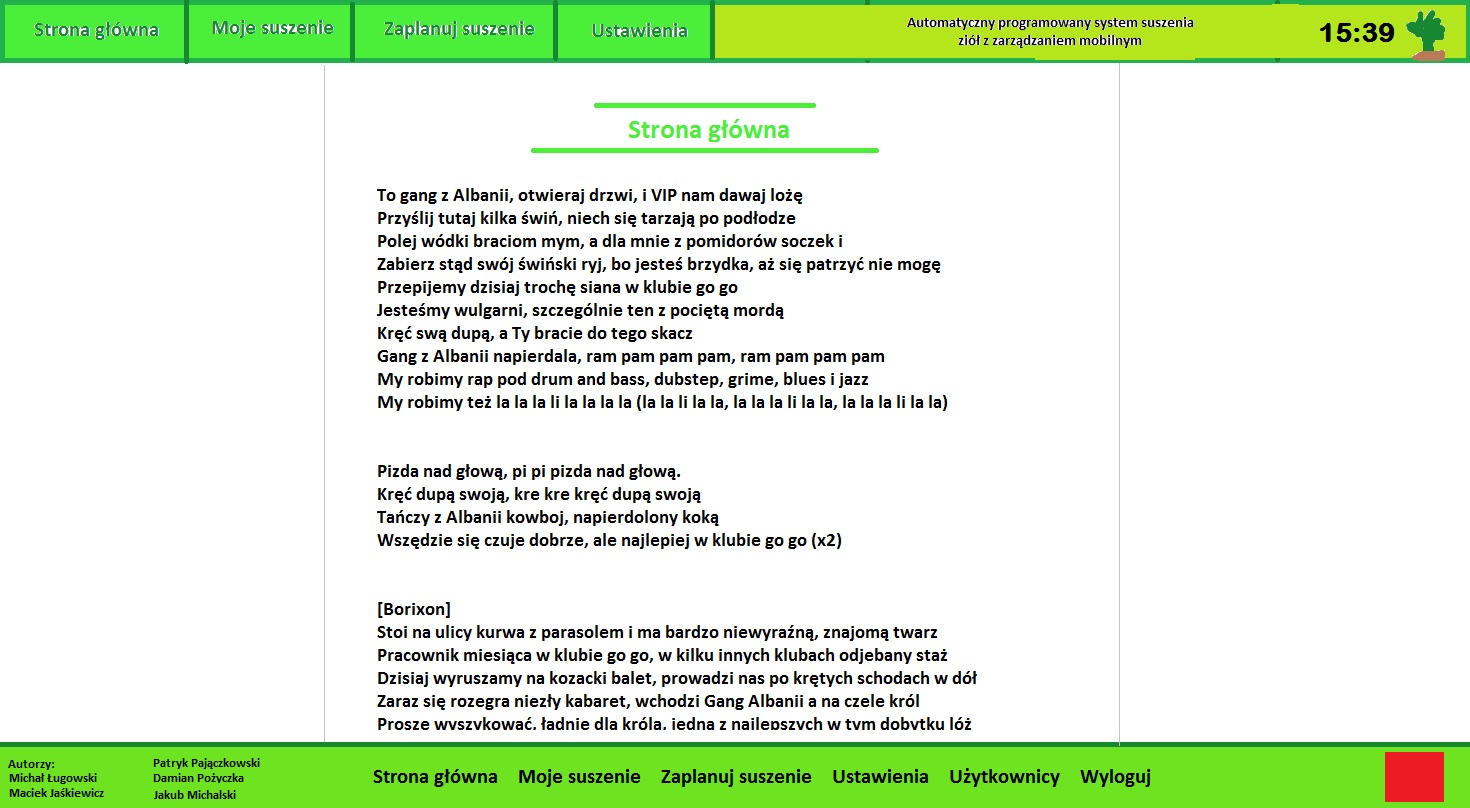 Strona główna
Moje suszenie
Zaplanuj suszenie
Ustawienia
Automatyczny programowany system suszenia
ziół z zarządzaniem mobilnym
15:39
Strona główna
To gang z Albanii, otwieraj drzwi, i VIP nam dawaj lożę
Przyślij tutaj kilka świń, niech się tarzają po podłodze
Polej wódki braciom mym, a dla mnie z pomidorów soczek i
Zabierz stąd swój świński ryj, bo jesteś brzydka, aż się patrzyć nie mogę
Przepijemy dzisiaj trochę siana w klubie go go
Jesteśmy wulgarni, szczególnie ten z pociętą mordą
Kręć swą dupą, a Ty bracie do tego skacz
Gang z Albanii napierdala, ram pam pam pam, ram pam pam pam
My robimy rap pod drum and bass, dubstep, grime, blues i jazz
My robimy też la la la li la la la la (la la li la la, la la la li la la, la la la li la la)
Pizda nad głową, pi pi pizda nad głową.
Kręć dupą swoją, kre kre kręć dupą swoją
Tańczy z Albanii kowboj, napierdolony koką
Wszędzie się czuje dobrze, ale najlepiej w klubie go go (x2)
[Borixon]
Stoi na ulicy kurwa z parasolem i ma bardzo niewyraźną, znajomą twarz
Pracownik miesiąca w klubie go go, w kilku innych klubach odjebany staż
Dzisiaj wyruszamy na kozacki balet, prowadzi nas po krętych schodach w dół
Zaraz się rozegra niezły kabaret, wchodzi Gang Albanii a na czele król
Proszę wyszykować, ładnie dla króla, jedna z najlepszych w tym dobytku lóż
Autorzy:
Michał Ługowski
Maciek Jaśkiewicz
Patryk Pajączkowski
Damian Pożyczka
Jakub Michalski
Strona główna Moje suszenie Zaplanuj suszenie Ustawienia Użytkownicy Wyloguj